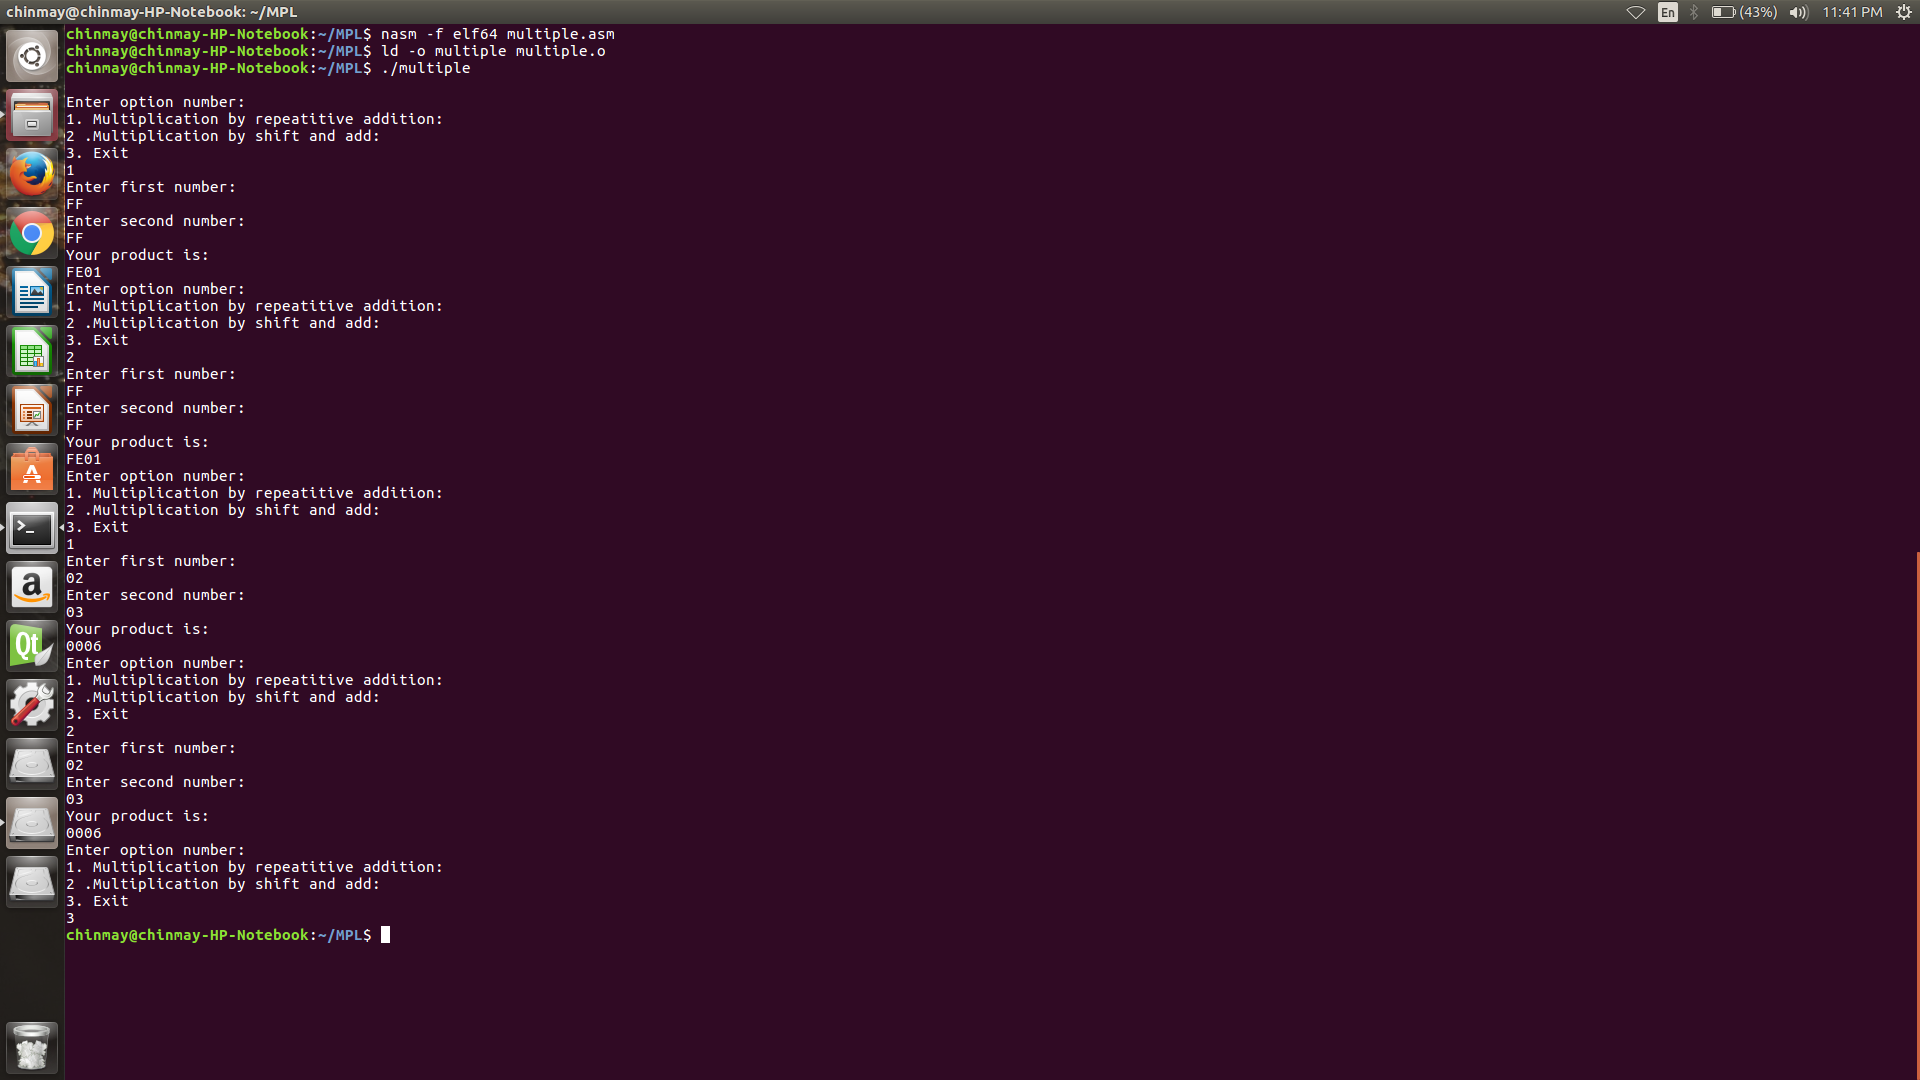 chinmay@chinmay-HP-Notebook: ~/MPL
En
(43%)
11:41 PM
chinmay@chinmay-HP-Notebook:~/MPL$ nasm -f elf64 multiple.asm
chinmay@chinmay-HP-Notebook:~/MPL$ ld -o multiple multiple.o
chinmay@chinmay-HP-Notebook:~/MPL$ ./multiple
Enter option number:
1. Multiplication by repeatitive addition:
2 .Multiplication by shift and add:
3. Exit
1
Enter first number:
FF
Enter second number:
FF
Your product is:
FE01
Enter option number:
1. Multiplication by repeatitive addition:
2 .Multiplication by shift and add:
3. Exit
2
Enter first number:
FF
Enter second number:
FF
Your product is:
FE01
Enter option number:
1. Multiplication by repeatitive addition:
2 .Multiplication by shift and add:
3. Exit
1
Enter first number:
02
Enter second number:
03
Your product is:
0006
Enter option number:
1. Multiplication by repeatitive addition:
2 .Multiplication by shift and add:
3. Exit
2
Enter first number:
02
Enter second number:
03
Your product is:
0006
Enter option number:
1. Multiplication by repeatitive addition:
2 .Multiplication by shift and add:
3. Exit
3
chinmay@chinmay-HP-Notebook:~/MPL$
A
>_
a
Qt